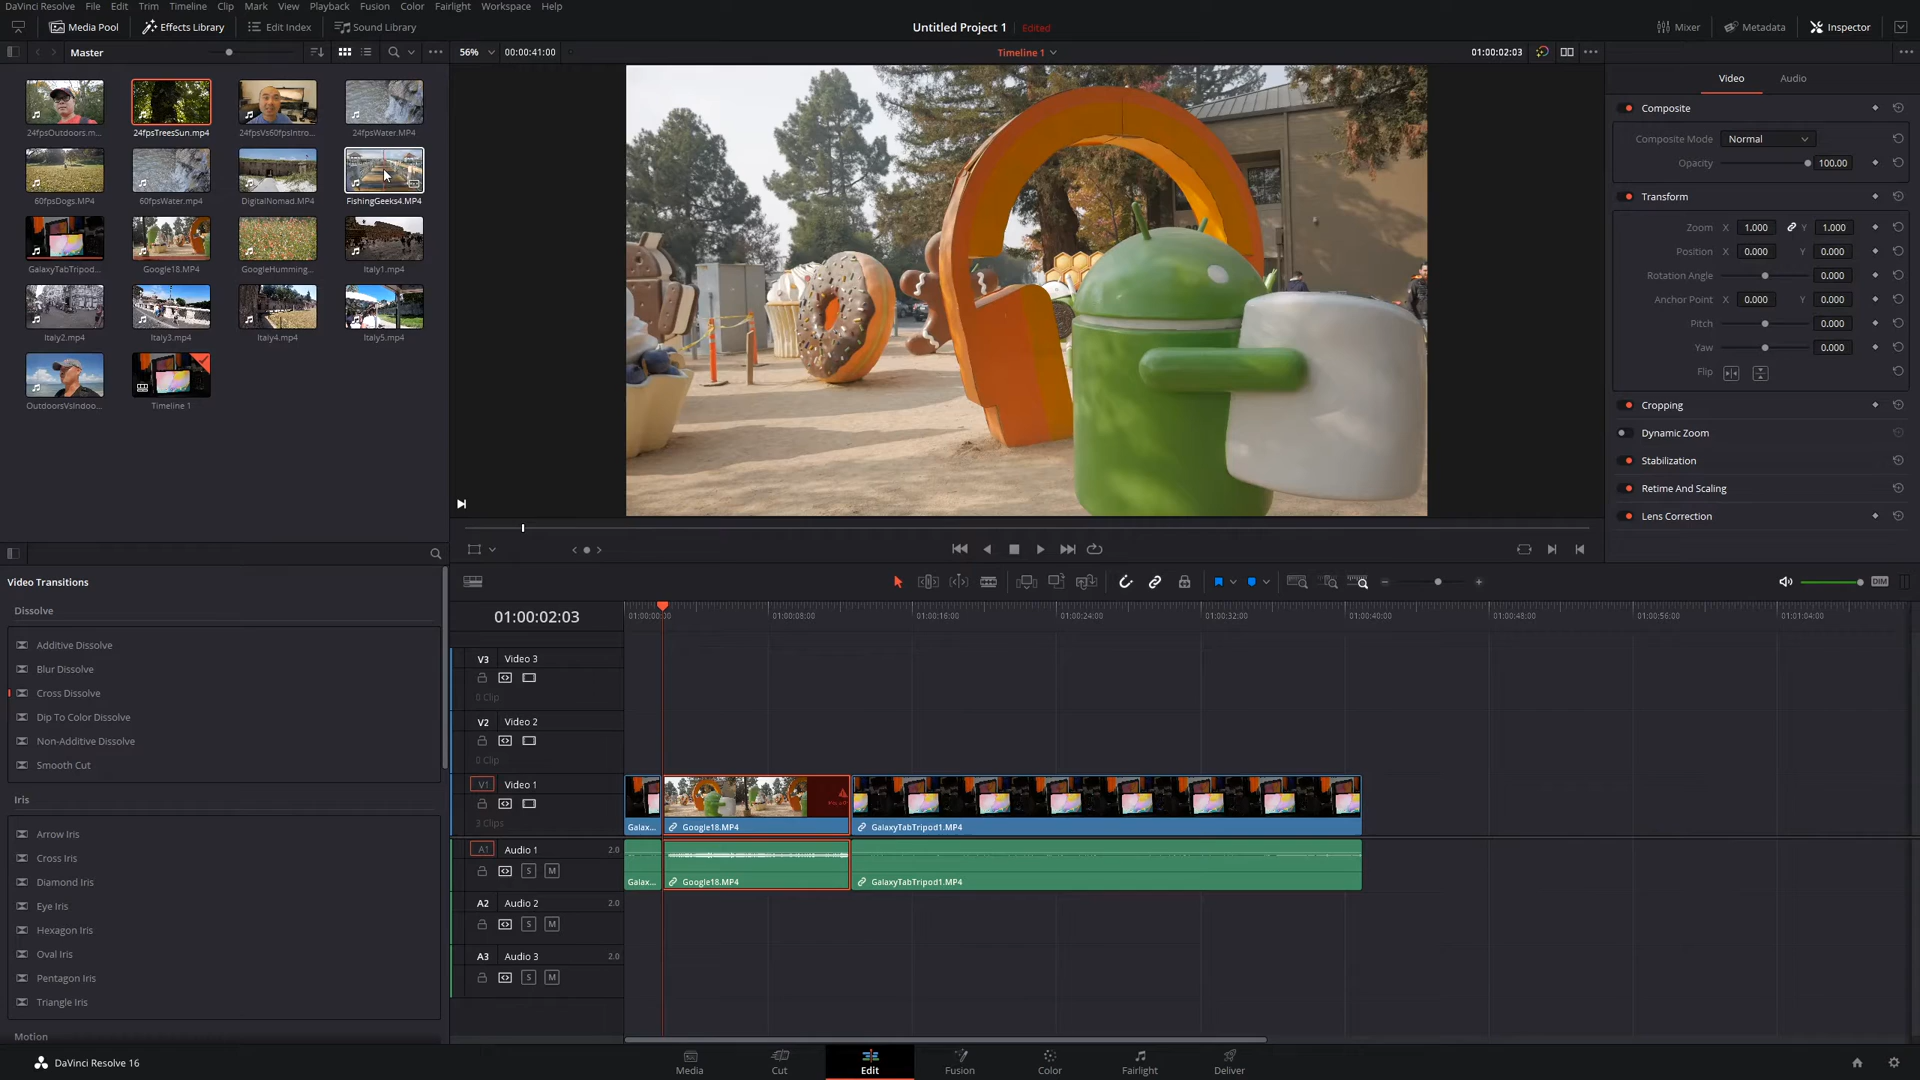 DaVinci Resolve File Edit Trim Timeline Clip Mark View Playback Fusion Color Fairlight Workspace Help
Media Pool Effects Library Edit Index Sound Library Untitled Project 1 Edited Mixer Metadata Inspector
Master 56% 00:00:41:00 Timeline 1 01:00:02:03
Video Audio
24fpsOutdoors.m... 24fpsTreesSun.mp4 24fpsVs60fpsIntro... 24fpsWater.MP4
60fpsDogs.MP4 60fpsWater.mp4 DigitalNomad.MP4 FishingGeeks4.MP4
GalaxyTabTripod... Google18.MP4 GoogleHumming... Italy1.mp4
Italy2.mp4 Italy3.mp4 Italy4.mp4 Italy5.mp4
OutdoorsVsIndoo... Timeline 1
Composite
Composite Mode Normal
Opacity 100.00
Transform
Zoom X 1.000 Y 1.000
Position X 0.000 Y 0.000
Rotation Angle 0.000
Anchor Point X 0.000 Y 0.000
Pitch 0.000
Yaw 0.000
Flip
Cropping
Dynamic Zoom
Stabilization
Retime And Scaling
Lens Correction
Video Transitions
Dissolve
Additive Dissolve
Blur Dissolve
Cross Dissolve
Dip To Color Dissolve
Non-Additive Dissolve
Smooth Cut
Iris
Arrow Iris
Cross Iris
Diamond Iris
Eye Iris
Hexagon Iris
Oval Iris
Pentagon Iris
Triangle Iris
Motion
DIM
01:00:02:03 01:00:00:00 01:00:08:00 01:00:16:00 01:00:24:00 01:00:32:00 01:00:40:00 01:00:48:00 01:00:56:00 01:01:04:00
V3 Video 3
0 Clip
V2 Video 2
0 Clip
V1 Video 1
3 Clips
Galax... Google18.MP4 GalaxyTabTripod1.MP4
A1 Audio 1 2.0
S M
Galax... Google18.MP4 GalaxyTabTripod1.MP4
A2 Audio 2 2.0
S M
A3 Audio 3 2.0
S M
DaVinci Resolve 16 Media Cut Edit Fusion Color Fairlight Deliver